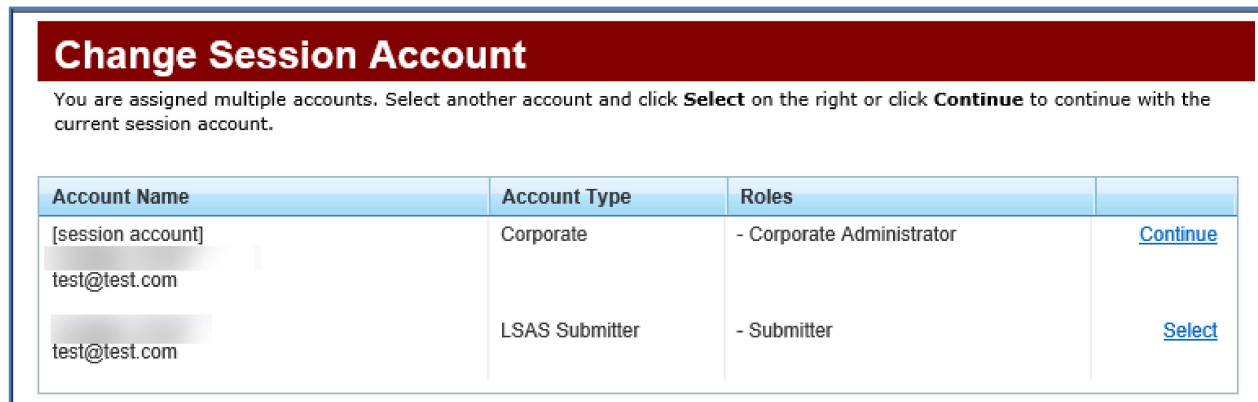 Change Session Account
You are assigned multiple accounts. Select another account and click Select on the right or click Continue to continue with the
current session account.
Account Name Account Type Roles
[session account] Corporate - Corporate Administrator Continue
test@test.com
LSAS Submitter - Submitter Select
test@test.com